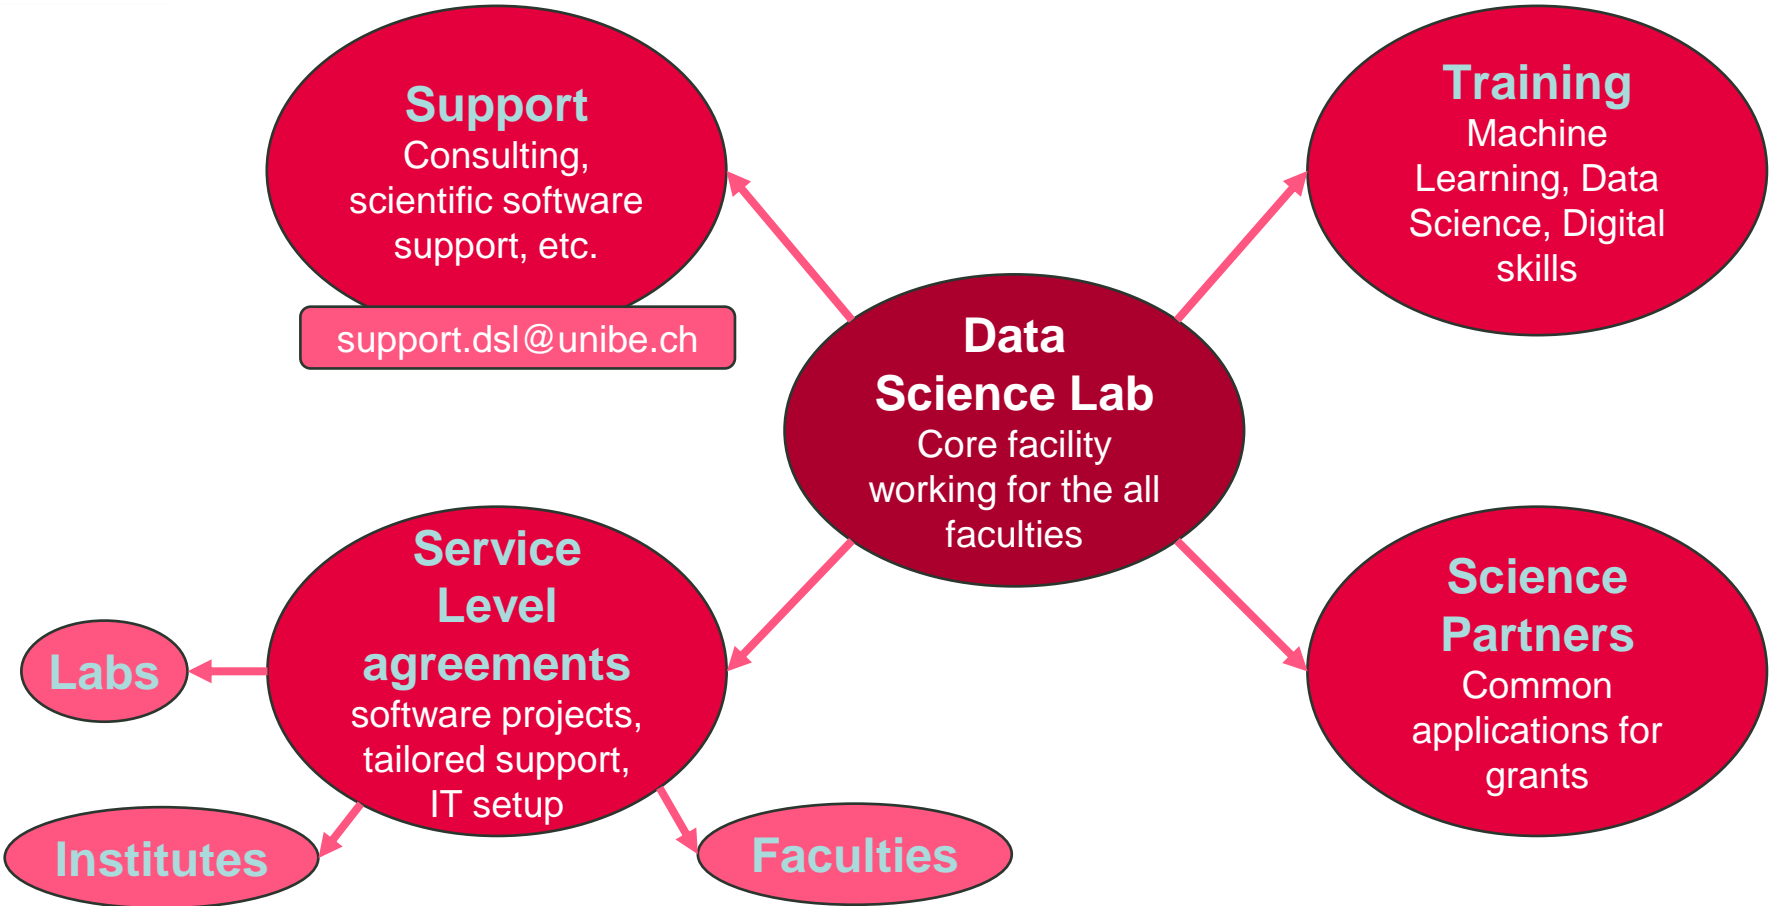 Support
Consulting,
scientific software
support, etc.
support.dsl@unibe.ch
Training
Machine
Learning, Data
Science, Digital
skills
Data
Science Lab
Core facility
working for the all
faculties
Service
Level
agreements
software projects,
tailored support,
IT setup
Labs
Institutes
Faculties
Science
Partners
Common
applications for
grants